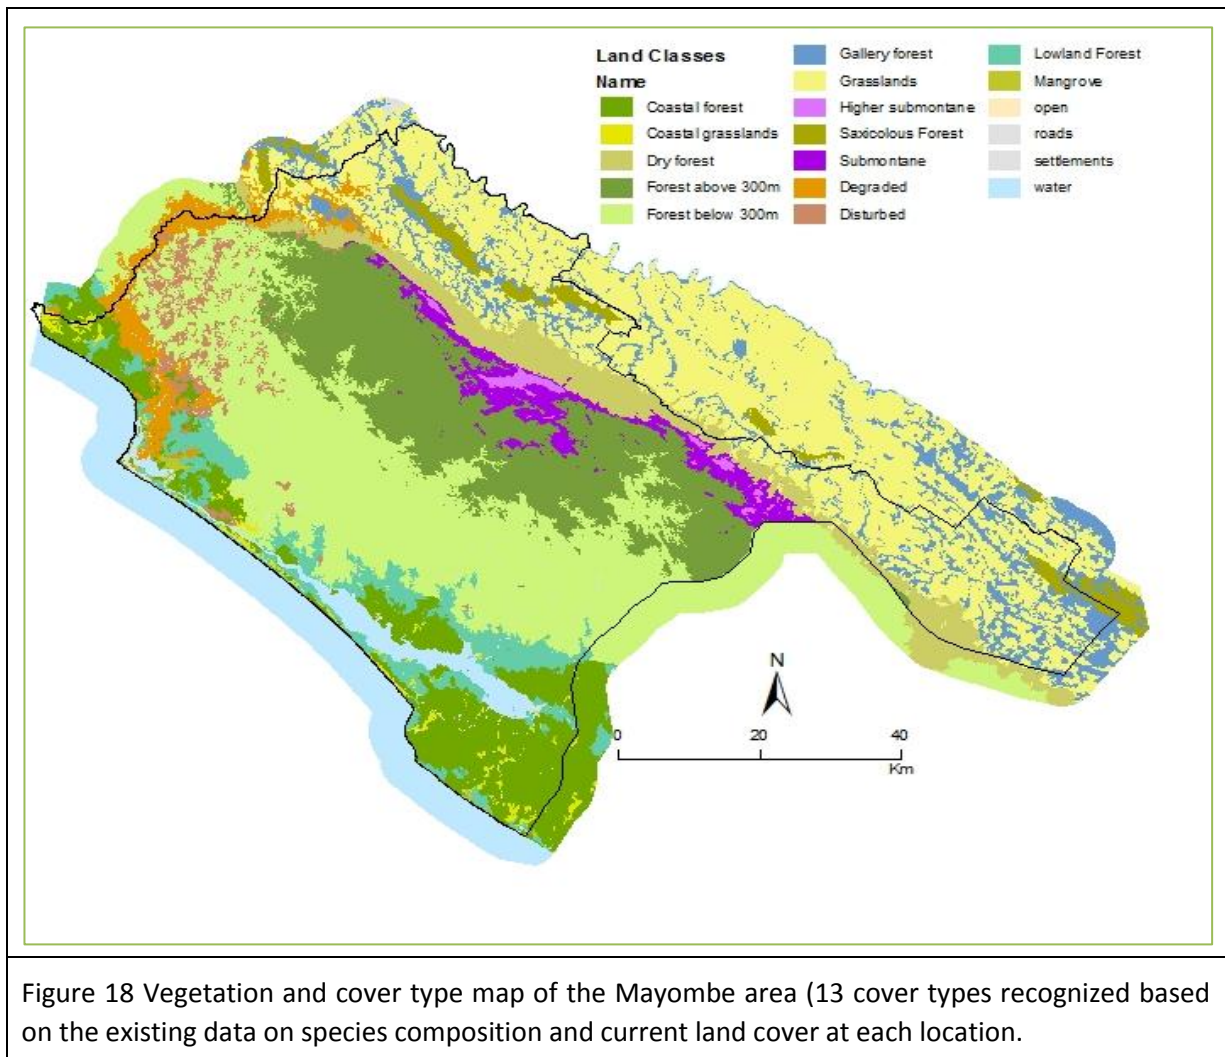 Land Classes
Name
Coastal forest
Coastal grasslands
Dry forest
Forest above 300m
Forest below 300m
Gallery forest
Grasslands
Higher submontane
Saxicolous Forest
Submontane
Degraded
Disturbed
Lowland Forest
Mangrove
open
roads
settlements
water
N
0 20 40
Km
Figure 18 Vegetation and cover type map of the Mayombe area (13 cover types recognized based
on the existing data on species composition and current land cover at each location.